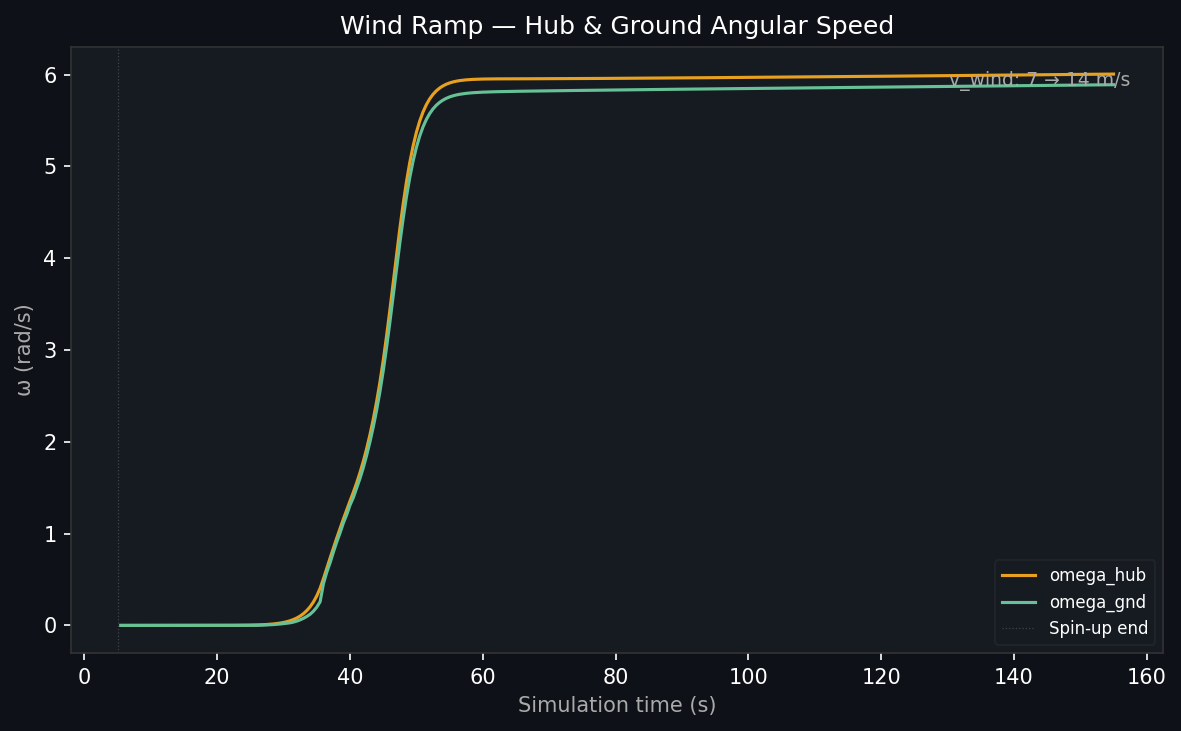 Wind Ramp — Hub & Ground Angular Speed
v_wind: 7 → 14 m/s
ω (rad/s)
6
5
4
3
2
1
0
omega_hub
omega_gnd
Spin-up end
0 20 40 60 80 100 120 140 160
Simulation time (s)